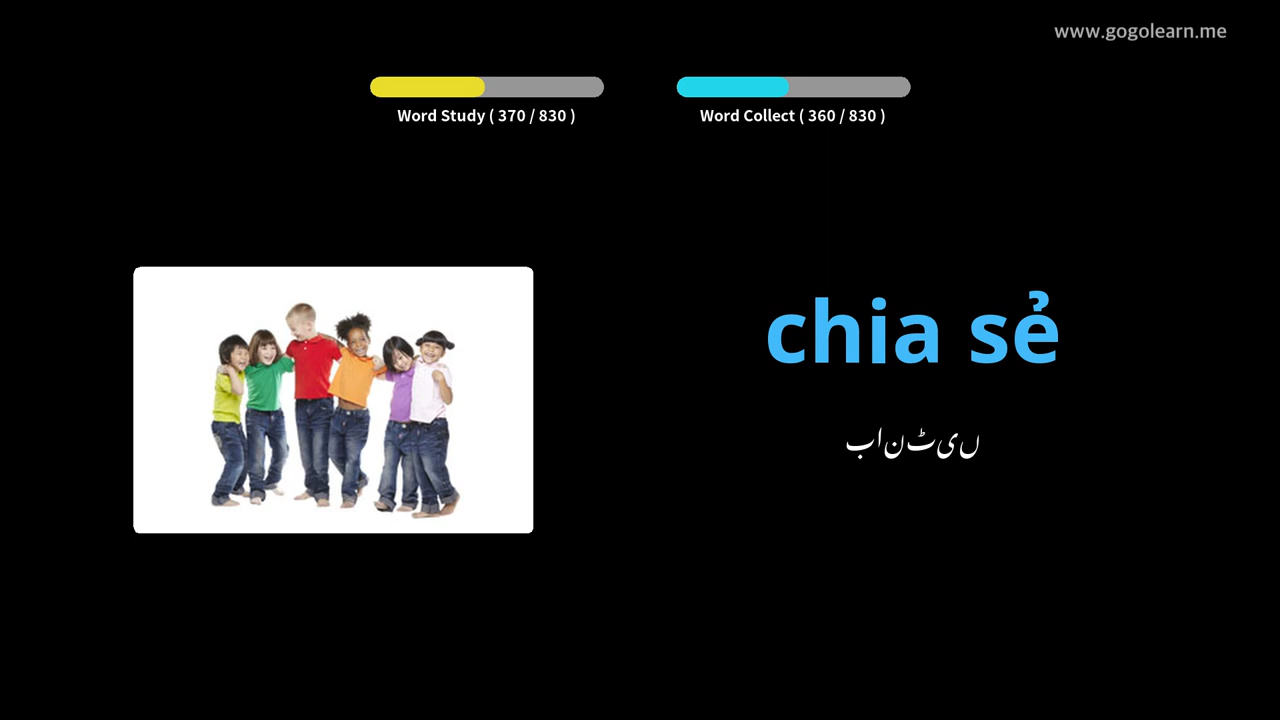 www.gogolearn.me
Word Study ( 370 / 830 )
Word Collect ( 360 / 830 )
chia sẻ
بانٹیں